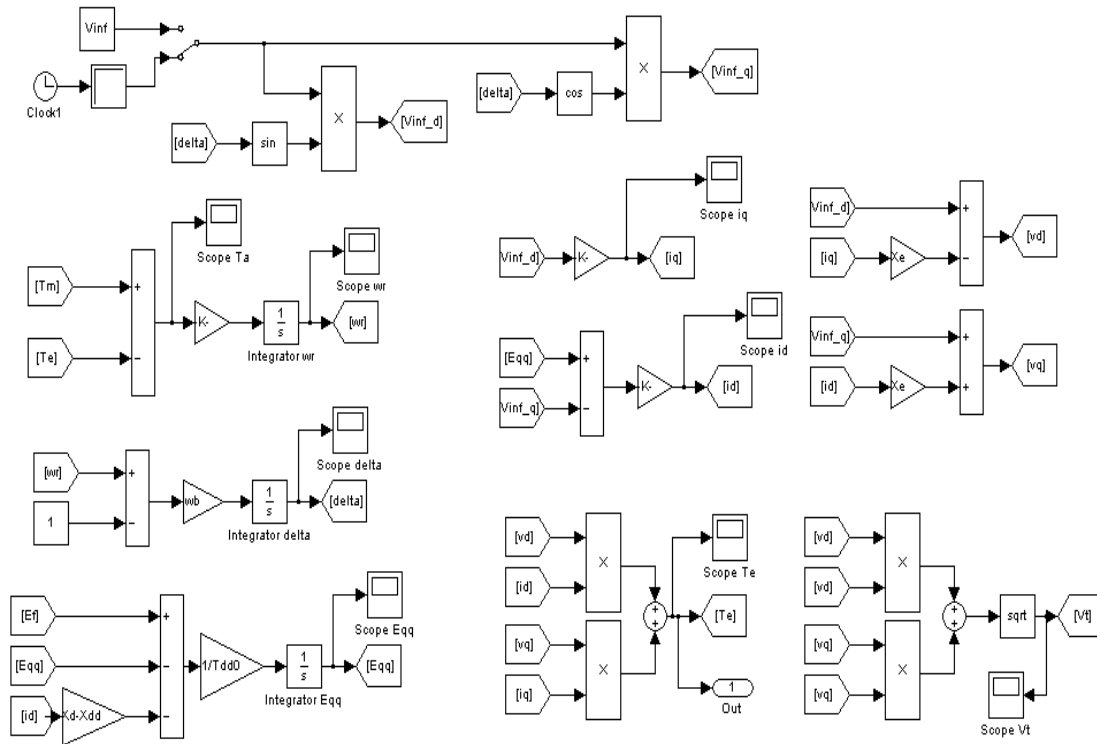 Vinf
Clock1
[delta]
sin
X
[Vinf_d]
[delta]
cos
X
[Vinf_q]
[Tm]
[Te]
+
−
Scope Ta
K-
1
s
Integrator wr
Scope wr
[wr]
Vinf_d]
K-
Scope iq
[iq]
Vinf_d]
[iq]
Xe
+
−
[vd]
[Eqq]
Vinf_q]
+
−
K-
Scope id
[id]
Vinf_q]
[id]
Xe
+
+
[vq]
[wr]
1
+
−
wb
1
s
Integrator delta
Scope delta
[delta]
[Ef]
[Eqq]
[id]
Xd-Xdd
+
−
−
1/Tdd0
1
s
Integrator Eqq
Scope Eqq
[Eqq]
[vd]
[id]
X
[vq]
[iq]
X
+
+
Scope Te
[Te]
1
Out
[vd]
[vd]
X
[vq]
[vq]
X
+
+
sqrt
[Vt]
Scope Vt